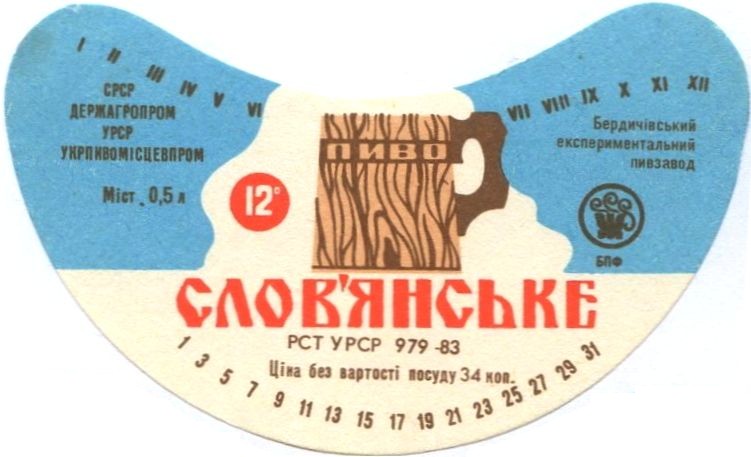 I II III IV V VI
VII VIII IX X XI XII
СРСР
ДЕРЖАГРОПРОМ
УРСР
УКРПИВОМІСЦЕВПРОМ
Міст. 0,5 л
12°
ПИВО
Бердичівський
експериментальний
пивзавод
БПФ
СЛОВ'ЯНСЬКЕ
РСТ УРСР 979-83
Ціна без вартості посуду 34 коп.
1 3 5 7 9 11 13 15 17 19 21 23 25 27 29 31